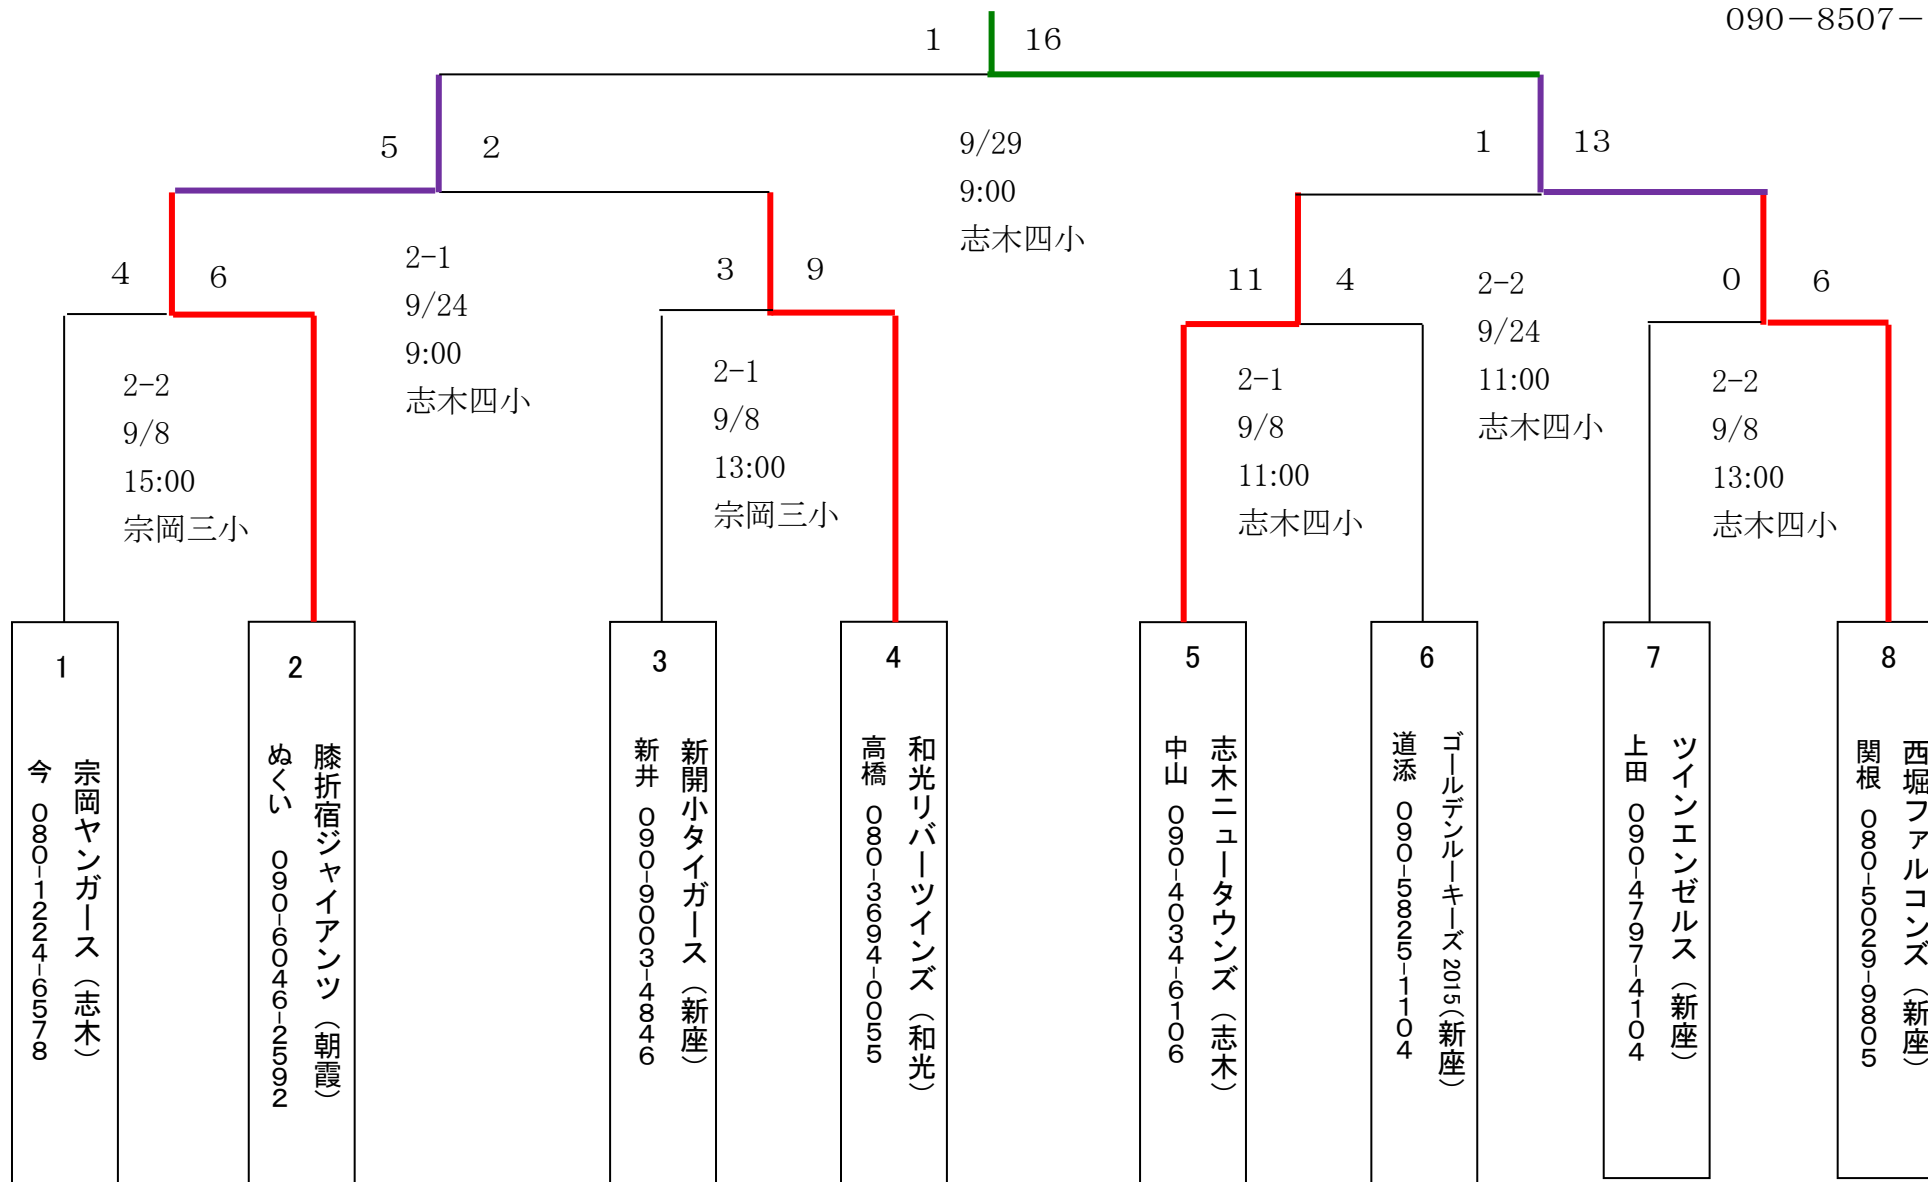 090－8507－
1 16
5 2
9/29
9:00
志木四小
1 13
4 6
2-1
9/24
9:00
志木四小
3 9
11 4
2-2
9/24
11:00
志木四小
0 6
2-2
9/8
15:00
宗岡三小
2-1
9/8
13:00
宗岡三小
2-1
9/8
11:00
志木四小
2-2
9/8
13:00
志木四小
1
宗岡ヤンガース（志木）
今 080-1224-6578
2
膝折宿ジャイアンツ（朝霞）
ぬくい 090-6046-2592
3
新開小タイガース（新座）
新井 090-9003-4846
4
和光リバーツインズ（和光）
高橋 080-3694-0055
5
志木ニュータウンズ（志木）
中山 090-4034-6106
6
ゴールデンルーキーズ 2015（新座）
道添 090-5825-1104
7
ツインエンゼルス（新座）
上田 090-4797-4104
8
西堀ファルコンズ（新座）
関根 080-5029-9805